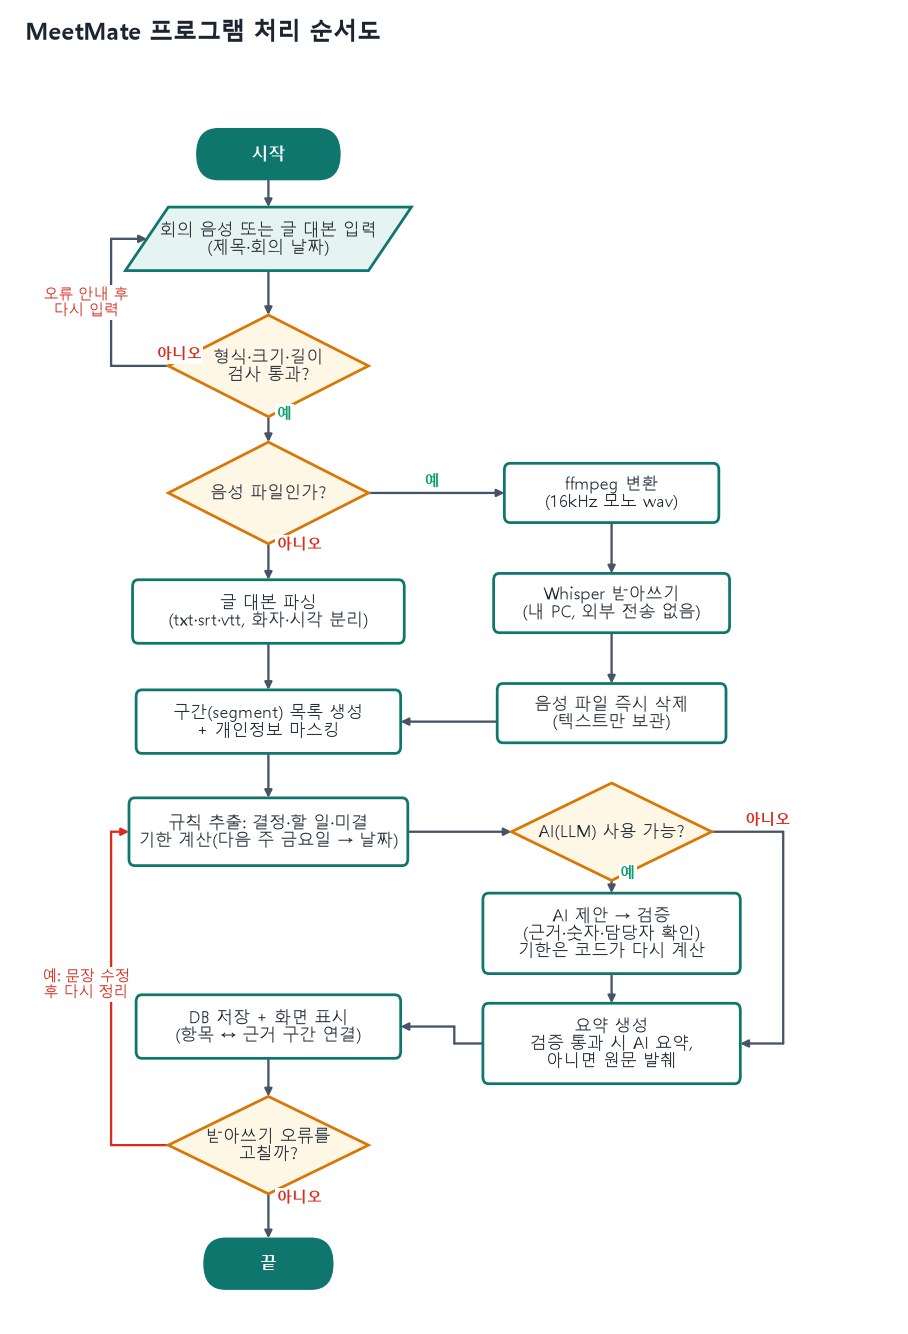 MeetMate 프로그램 처리 순서도
시작
회의 음성 또는 글 대본 입력
(제목·회의 날짜)
오류 안내 후
다시 입력
아니오
형식·크기·길이
검사 통과?
예
음성 파일인가?
예
ffmpeg 변환
(16kHz 모노 wav)
아니오
글 대본 파싱
(txt·srt·vtt, 화자·시각 분리)
Whisper 받아쓰기
(내 PC, 외부 전송 없음)
구간(segment) 목록 생성
+ 개인정보 마스킹
음성 파일 즉시 삭제
(텍스트만 보관)
규칙 추출: 결정·할 일·미결
기한 계산(다음 주 금요일 → 날짜)
AI(LLM) 사용 가능?
아니오
예
AI 제안 → 검증
(근거·숫자·담당자 확인)
기한은 코드가 다시 계산
예: 문장 수정
후 다시 정리
DB 저장 + 화면 표시
(항목 ↔ 근거 구간 연결)
요약 생성
검증 통과 시 AI 요약,
아니면 원문 발췌
받아쓰기 오류를
고칠까?
아니오
끝